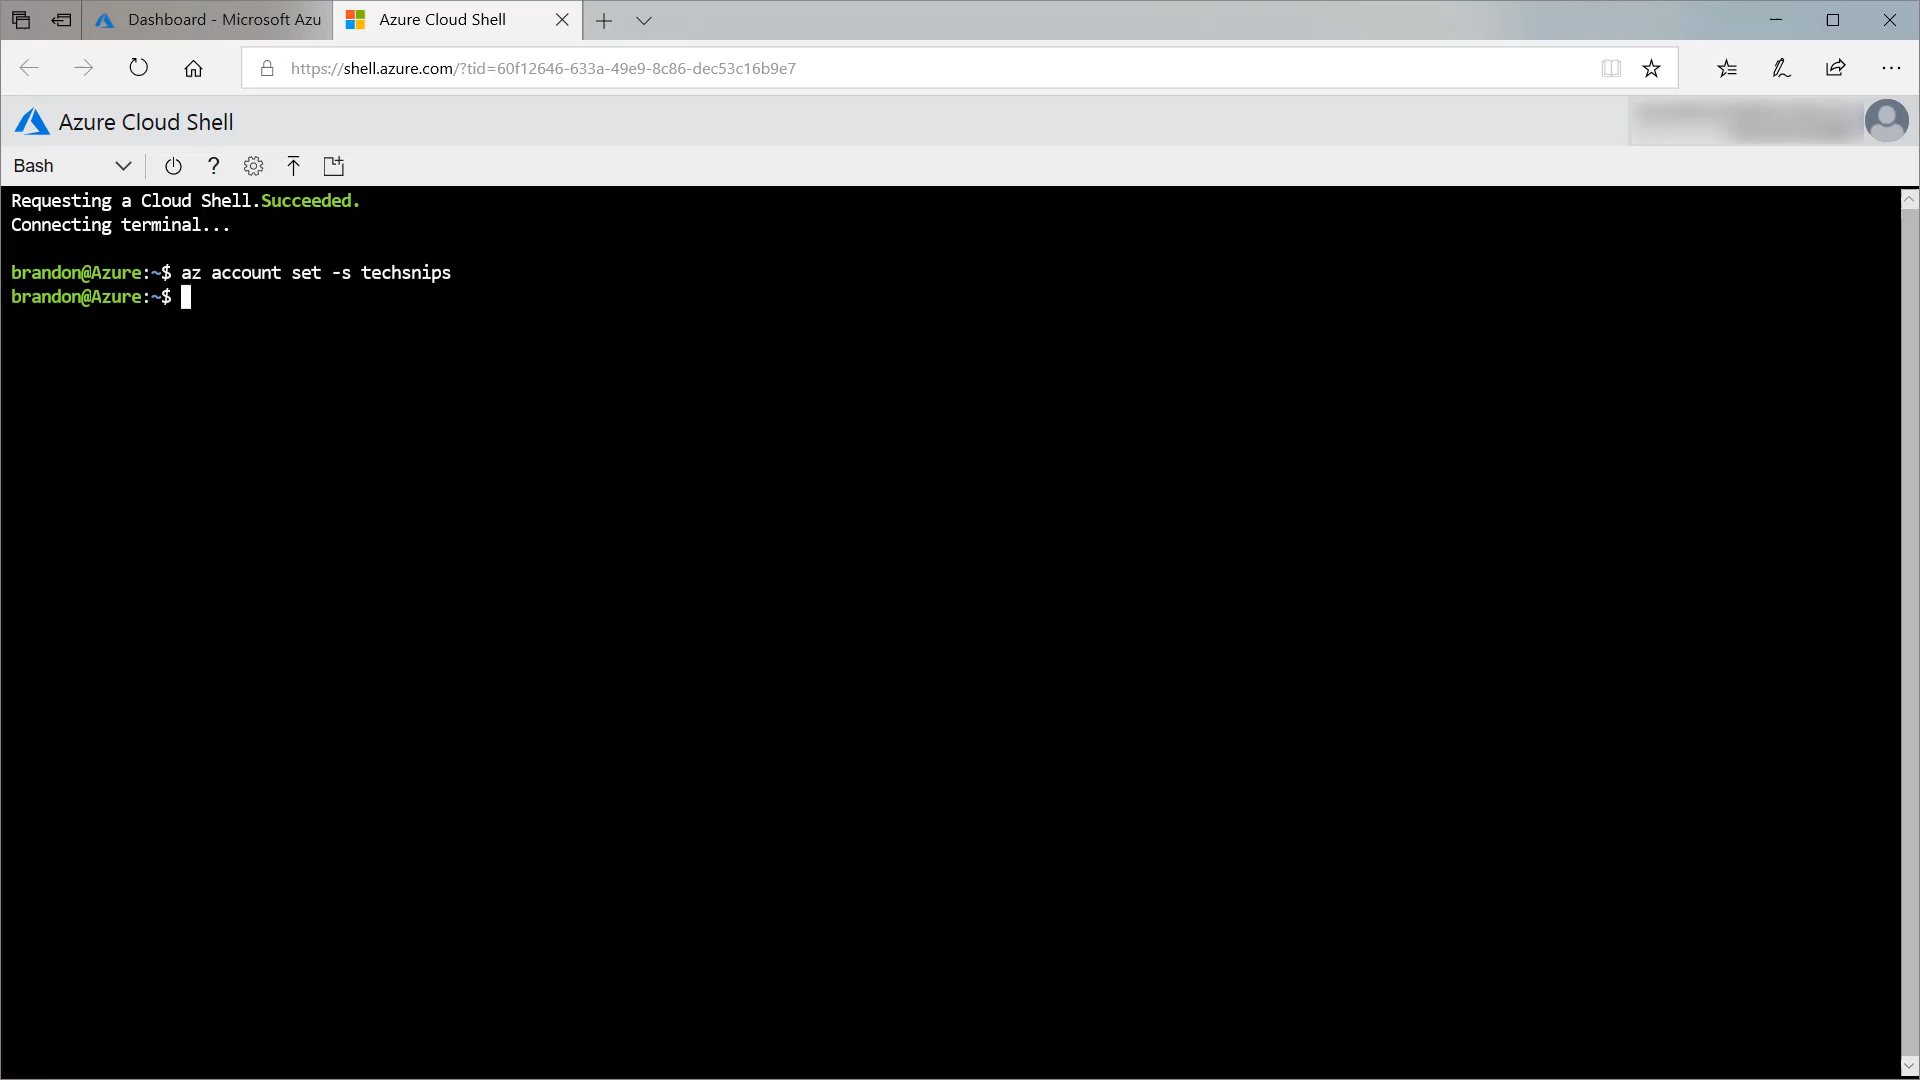 Dashboard - Microsoft Azu
Azure Cloud Shell
https://shell.azure.com/?tid=60f12646-633a-49e9-8c86-dec53c16b9e7
Azure Cloud Shell
Bash
?
Requesting a Cloud Shell.Succeeded.
Connecting terminal...
brandon@Azure:~$ az account set -s techsnips
brandon@Azure:~$